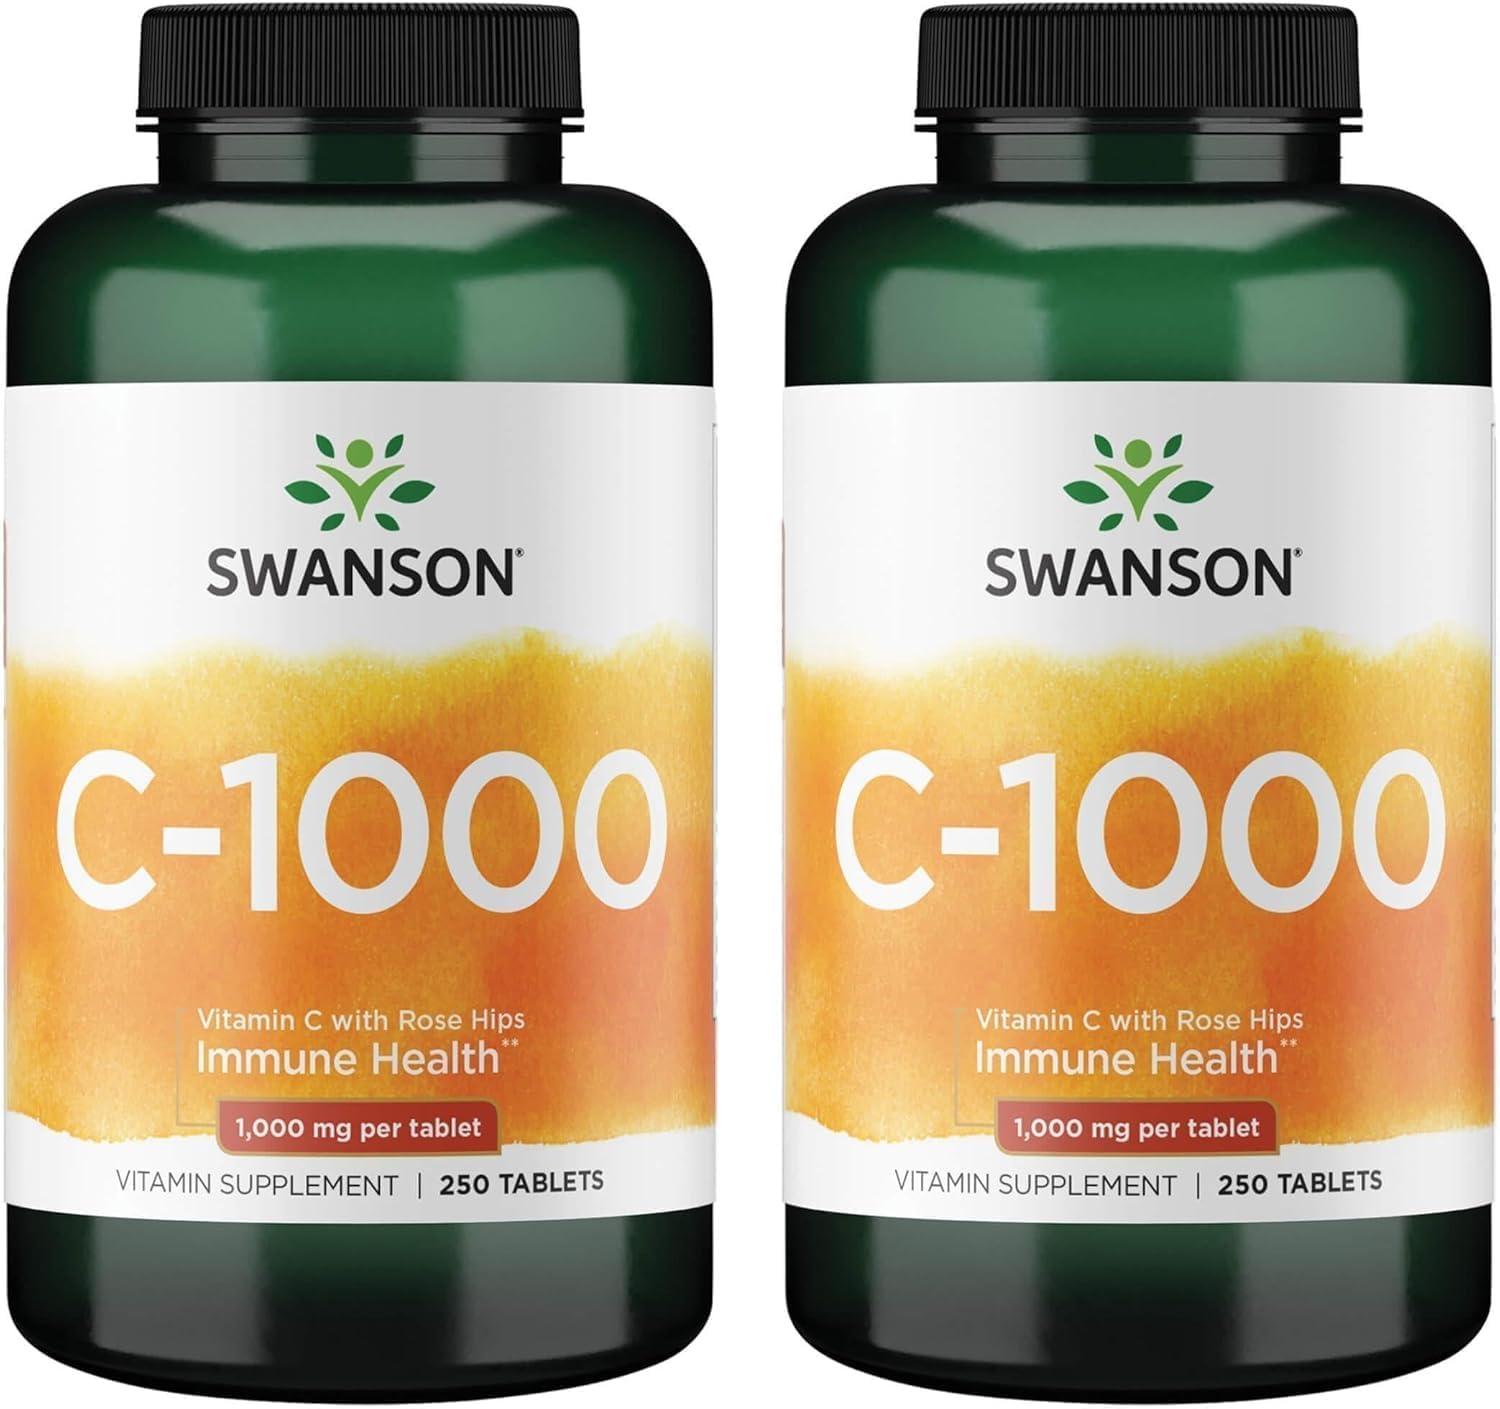 SWANSON®
C-1000
Vitamin C with Rose Hips
Immune Health**
1,000 mg per tablet
VITAMIN SUPPLEMENT | 250 TABLETS
SWANSON®
C-1000
Vitamin C with Rose Hips
Immune Health**
1,000 mg per tablet
VITAMIN SUPPLEMENT | 250 TABLETS